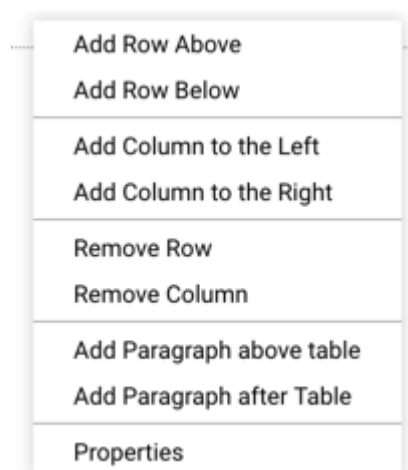 Add Row Above
Add Row Below
Add Column to the Left
Add Column to the Right
Remove Row
Remove Column
Add Paragraph above table
Add Paragraph after Table
Properties